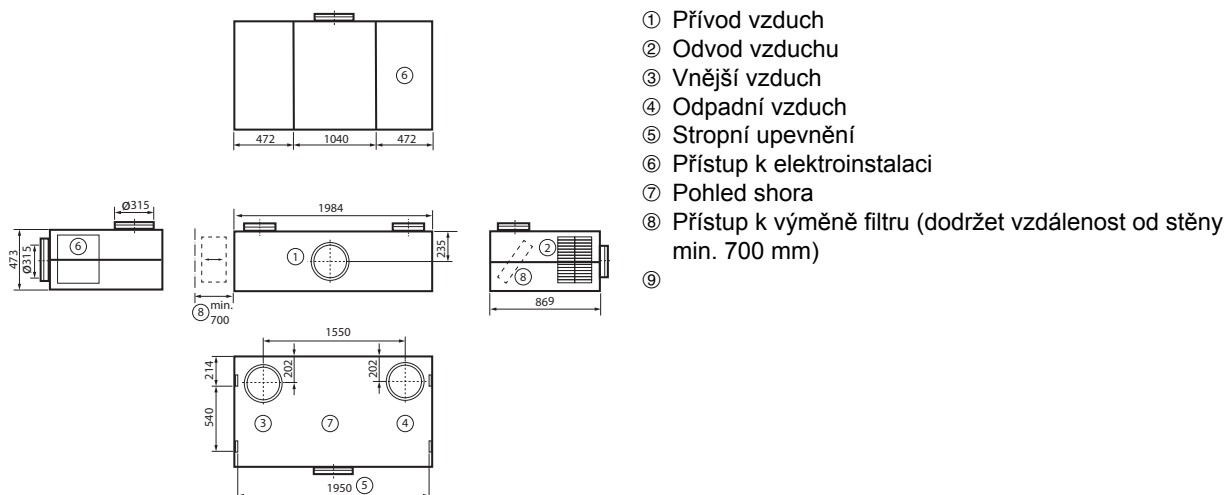 ⑥
472 1040 472
① Přívod vzduch
② Odvod vzduchu
③ Vnější vzduch
④ Odpadní vzduch
⑤ Stropní upevnění
⑥ Přístup k elektroinstalaci
⑦ Pohled shora
⑧ Přístup k výměně filtru (dodržet vzdálenost od stěny
min. 700 mm)
⑨
Ø315
473
Ø315
⑥
1984
①
235
⑧ min.
700
②
⑧
869
1550
214
202
202
540
③ ⑦ ④
1950 ⑤